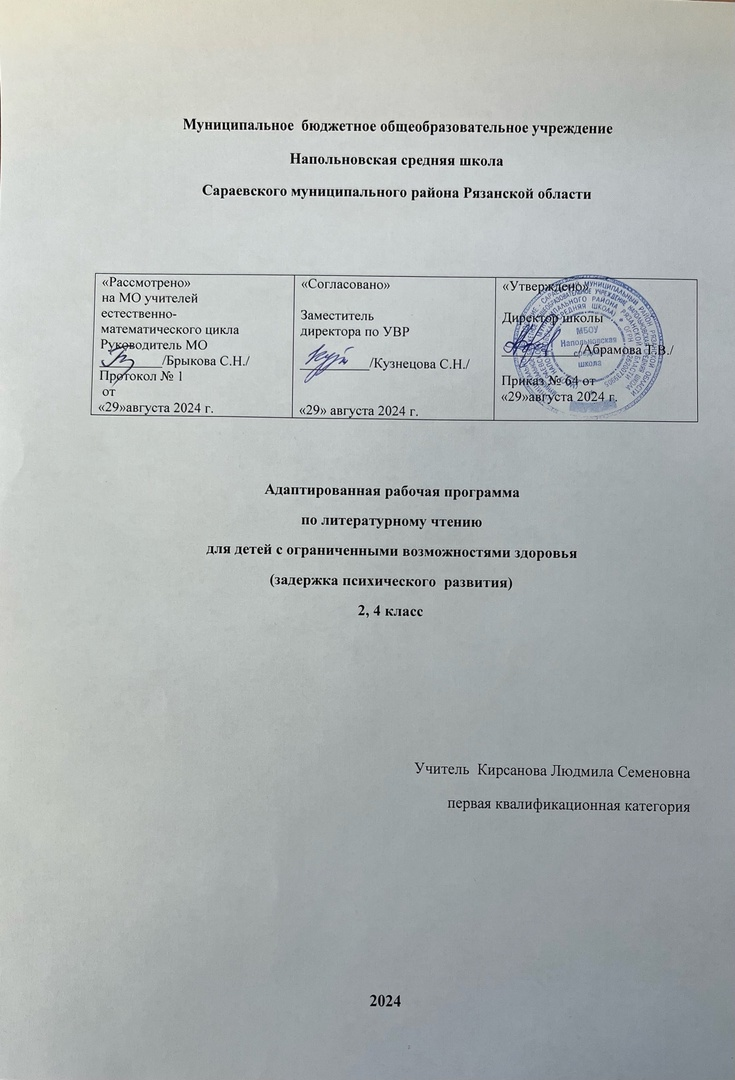 Муниципальное бюджетное общеобразовательное учреждение
Напольновская средняя школа
Сараевского муниципального района Рязанской области
«Рассмотрено»
на МО учителей
естественно-
математического цикла
Руководитель МО
/Брыкова С.Н./
Протокол № 1
от
«29»августа 2024 г.
«Согласовано»
Заместитель
директора по УВР
/Кузнецова С.Н./
«29» августа 2024 г.
«Утверждено»
Директор школы
/Абрамова Т.В./
Приказ № 64 от
«29»августа 2024 г.
МБОУ
Напольновская
школа
Адаптированная рабочая программа
по литературному чтению
для детей с ограниченными возможностями здоровья
(задержка психического развития)
2, 4 класс
Учитель Кирсанова Людмила Семеновна
первая квалификационная категория
2024